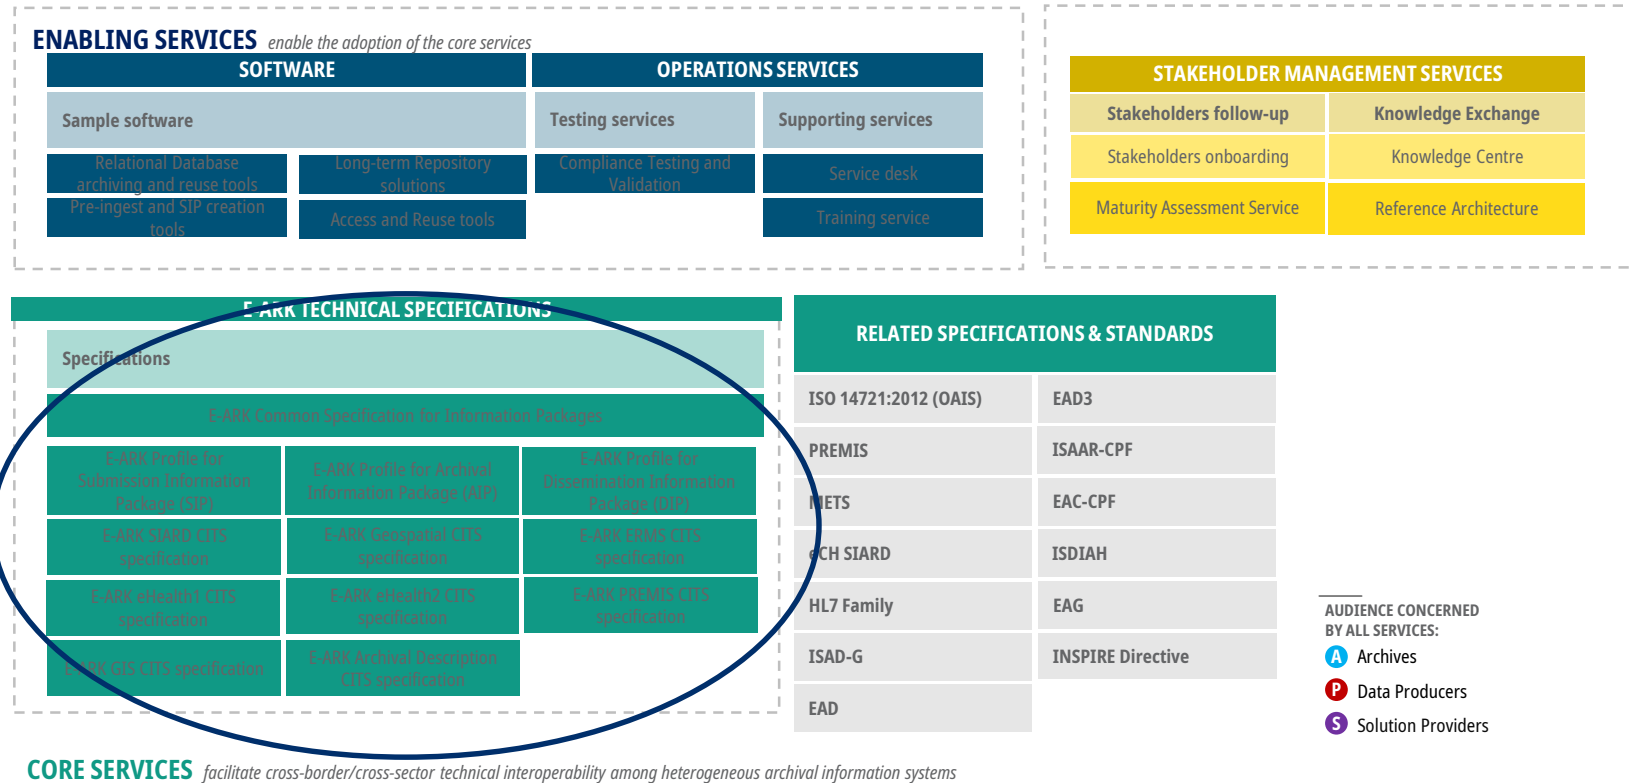 ENABLING SERVICES enable the adoption of the core services
SOFTWARE
OPERATIONS SERVICES
Sample software
Testing services
Supporting services
Relational Database
archiving and reuse tools
Long-term Repository
solutions
Compliance Testing and
Validation
Service desk
Pre-ingest and SIP creation
tools
Access and Reuse tools
Training service
STAKEHOLDER MANAGEMENT SERVICES
Stakeholders follow-up
Knowledge Exchange
Stakeholders onboarding
Knowledge Centre
Maturity Assessment Service
Reference Architecture
E-ARK TECHNICAL SPECIFICATIONS
Specifications
E-ARK Common Specification for Information Packages
E-ARK Profile for
Submission Information
Package (SIP)
E-ARK Profile for Archival
Information Package (AIP)
E-ARK Profile for
Dissemination Information
Package (DIP)
E-ARK SIARD CITS
specification
E-ARK Geospatial CITS
specification
E-ARK ERMS CITS
specification
E-ARK eHealth1 CITS
specification
E-ARK eHealth2 CITS
specification
E-ARK PREMIS CITS
specification
E-ARK GIS CITS specification
E-ARK Archival Description
CITS specification
RELATED SPECIFICATIONS & STANDARDS
ISO 14721:2012 (OAIS)
EAD3
PREMIS
ISAAR-CPF
METS
EAC-CPF
eCH SIARD
ISDIAH
HL7 Family
EAG
ISAD-G
INSPIRE Directive
EAD
AUDIENCE CONCERNED
BY ALL SERVICES:
A Archives
P Data Producers
S Solution Providers
CORE SERVICES facilitate cross-border/cross-sector technical interoperability among heterogeneous archival information systems